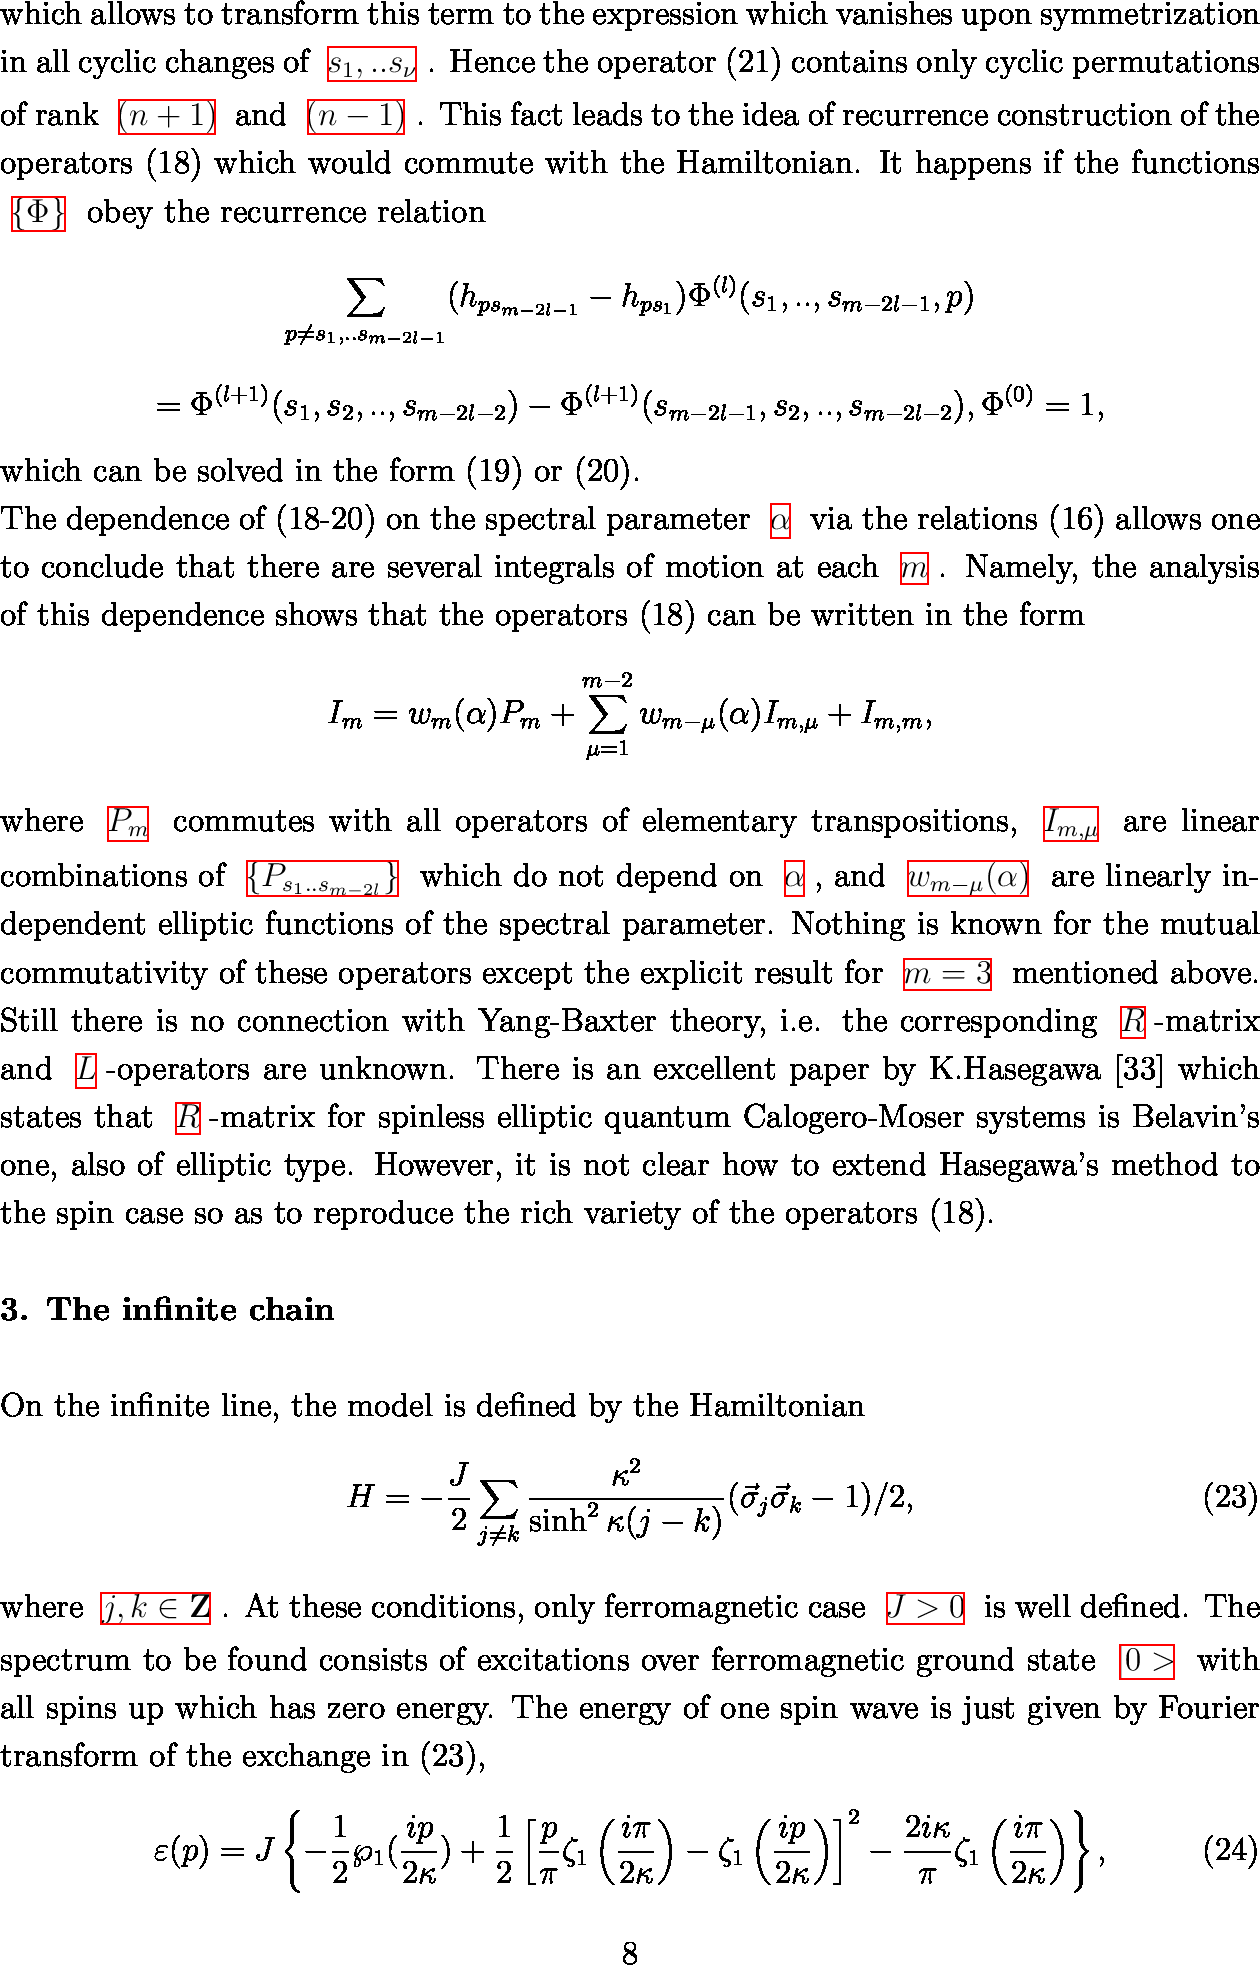 which allows to transform this term to the expression which vanishes upon symmetrization
in all cyclic changes of $s_1, ..s_\nu$ . Hence the operator (21) contains only cyclic permutations
of rank $(n+1)$ and $(n-1)$ . This fact leads to the idea of recurrence construction of the
operators (18) which would commute with the Hamiltonian. It happens if the functions
$\{\Phi\}$ obey the recurrence relation
$$\sum_{p \neq s_1,..s_{m-2l-1}} (h_{ps_{m-2l-1}} - h_{ps_1})\Phi^{(l)}(s_1, .., s_{m-2l-1}, p)$$
$$= \Phi^{(l+1)}(s_1, s_2, .., s_{m-2l-2}) - \Phi^{(l+1)}(s_{m-2l-1}, s_2, .., s_{m-2l-2}), \Phi^{(0)} = 1,$$
which can be solved in the form (19) or (20).
The dependence of (18-20) on the spectral parameter $\alpha$ via the relations (16) allows one
to conclude that there are several integrals of motion at each $m$ . Namely, the analysis
of this dependence shows that the operators (18) can be written in the form
$$I_m = w_m(\alpha)P_m + \sum_{\mu=1}^{m-2} w_{m-\mu}(\alpha)I_{m,\mu} + I_{m,m},$$
where $P_m$ commutes with all operators of elementary transpositions, $I_{m,\mu}$ are linear
combinations of $\{P_{s_1..s_{m-2l}}\}$ which do not depend on $\alpha$ , and $w_{m-\mu}(\alpha)$ are linearly in-
dependent elliptic functions of the spectral parameter. Nothing is known for the mutual
commutativity of these operators except the explicit result for $m = 3$ mentioned above.
Still there is no connection with Yang-Baxter theory, i.e. the corresponding $R$ -matrix
and $L$ -operators are unknown. There is an excellent paper by K.Hasegawa [33] which
states that $R$ -matrix for spinless elliptic quantum Calogero-Moser systems is Belavin's
one, also of elliptic type. However, it is not clear how to extend Hasegawa's method to
the spin case so as to reproduce the rich variety of the operators (18).
3. The infinite chain
On the infinite line, the model is defined by the Hamiltonian
$$H = -\frac{J}{2} \sum_{j \neq k} \frac{\kappa^2}{\sinh^2 \kappa(j-k)} (\vec{\sigma}_j \vec{\sigma}_k - 1)/2, \quad (23)$$
where $j, k \in \mathbf{Z}$ . At these conditions, only ferromagnetic case $J > 0$ is well defined. The
spectrum to be found consists of excitations over ferromagnetic ground state $|0 >$ with
all spins up which has zero energy. The energy of one spin wave is just given by Fourier
transform of the exchange in (23),
$$\varepsilon(p) = J \left\{ -\frac{1}{2}\wp_1(\frac{ip}{2\kappa}) + \frac{1}{2} \left[ \frac{p}{\pi}\zeta_1 \left( \frac{i\pi}{2\kappa} \right) - \zeta_1 \left( \frac{ip}{2\kappa} \right) \right]^2 - \frac{2i\kappa}{\pi}\zeta_1 \left( \frac{i\pi}{2\kappa} \right) \right\}, \quad (24)$$
8